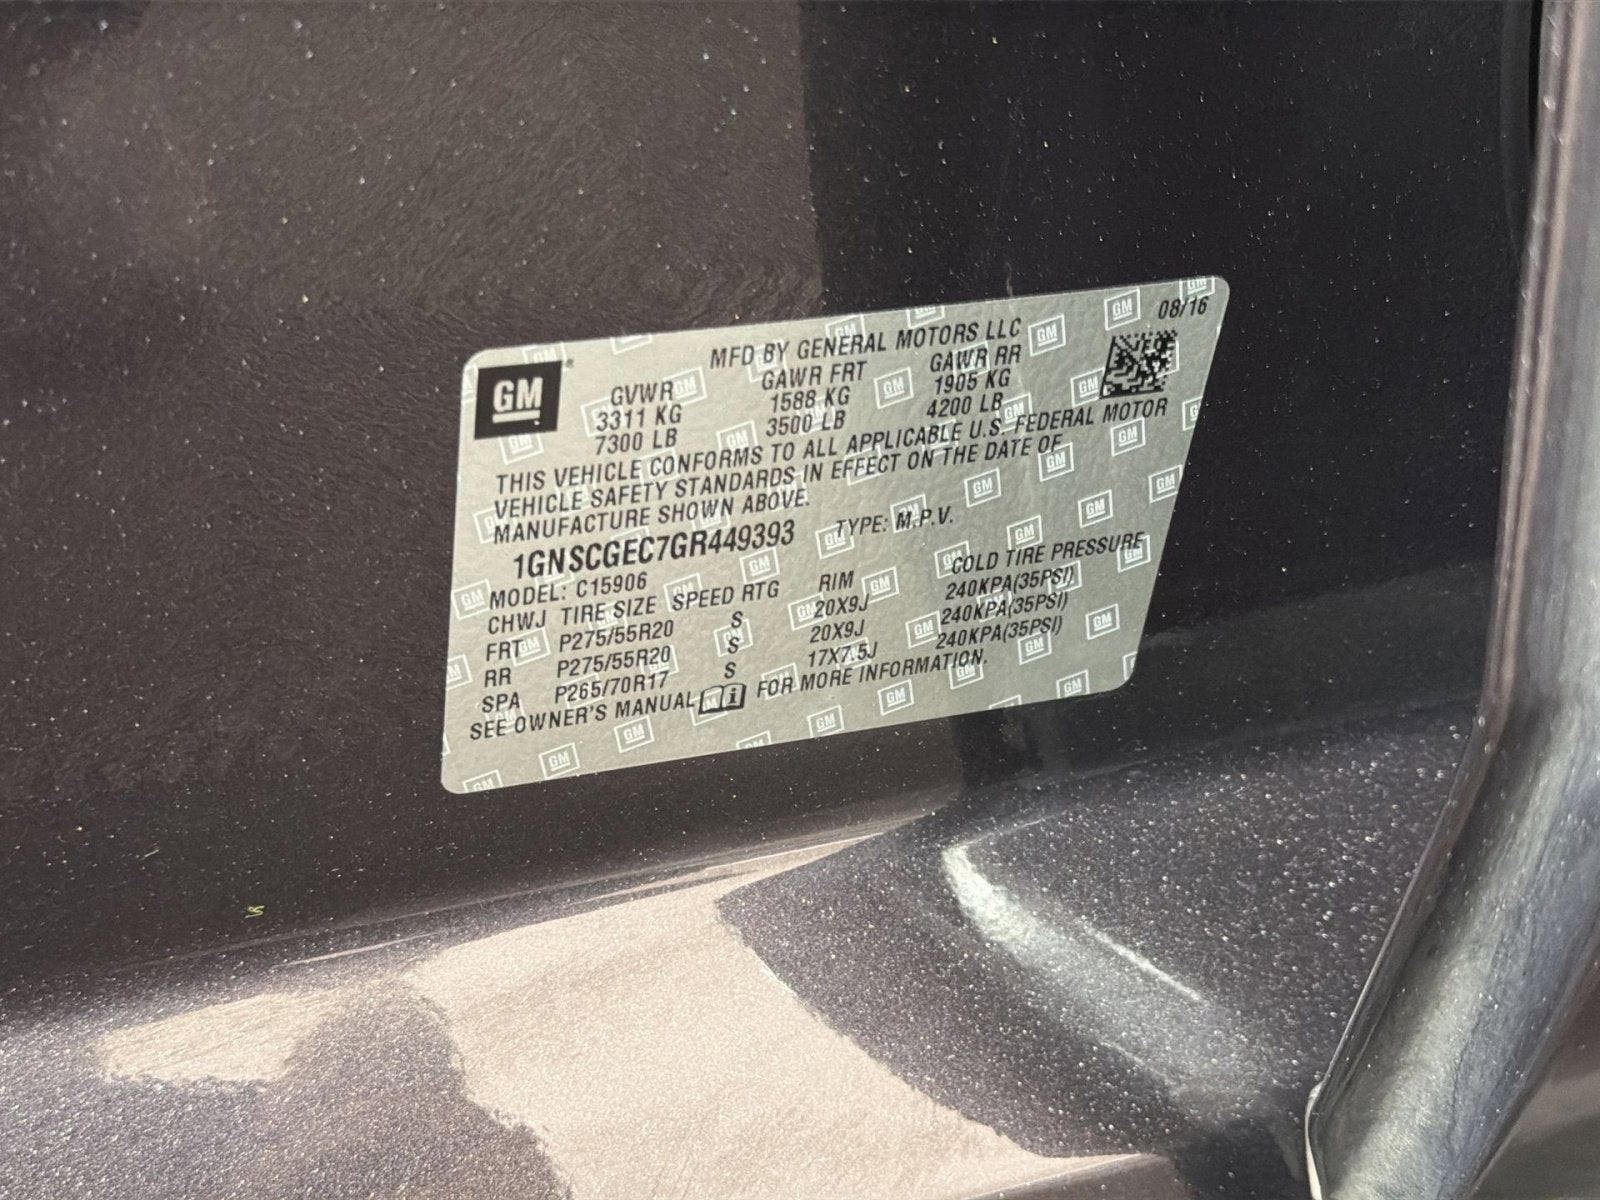 08/16
MFD BY GENERAL MOTORS LLC
GM
GVWR GAWR FRT GAWR RR
3311 KG 1588 KG 1905 KG
7300 LB 3500 LB 4200 LB
THIS VEHICLE CONFORMS TO ALL APPLICABLE U.S. FEDERAL MOTOR
VEHICLE SAFETY STANDARDS IN EFFECT ON THE DATE OF
MANUFACTURE SHOWN ABOVE.
1GNSCGEC7GR449393 TYPE: M.P.V.
MODEL: C15906
CHWJ TIRE SIZE SPEED RTG RIM COLD TIRE PRESSURE
FRT P275/55R20 S 20X9J 240KPA(35PSI)
RR P275/55R20 S 20X9J 240KPA(35PSI)
SPA P265/70R17 S 17X7.5J 240KPA(35PSI)
SEE OWNER'S MANUAL FOR MORE INFORMATION.